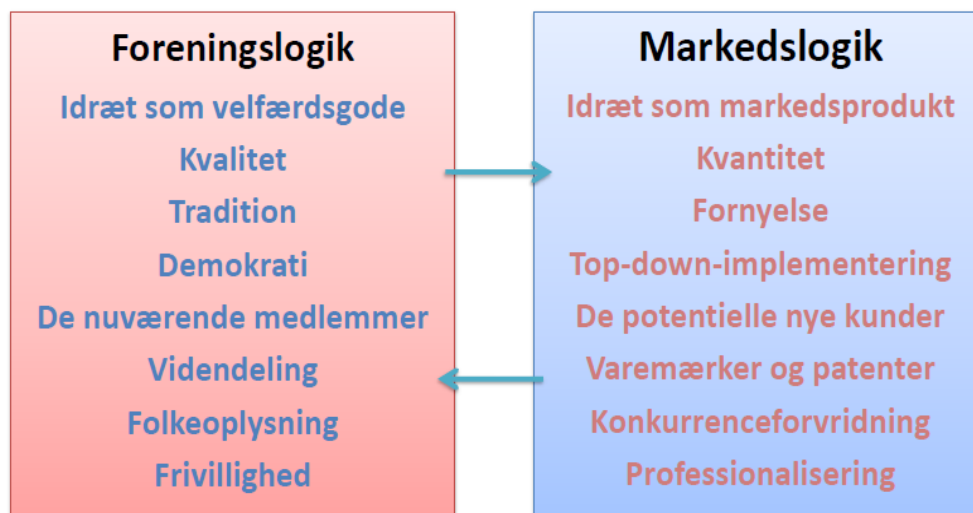 Foreningslogik
Idræt som velfærdsgode
Kvalitet
Tradition
Demokrati
De nuværende medlemmer
Videndeling
Folkeoplysning
Frivillighed
Markedslogik
Idræt som markedsprodukt
Kvantitet
Fornyelse
Top-down-implementering
De potentielle nye kunder
Varemærker og patenter
Konkurrenceforvridning
Professionalisering